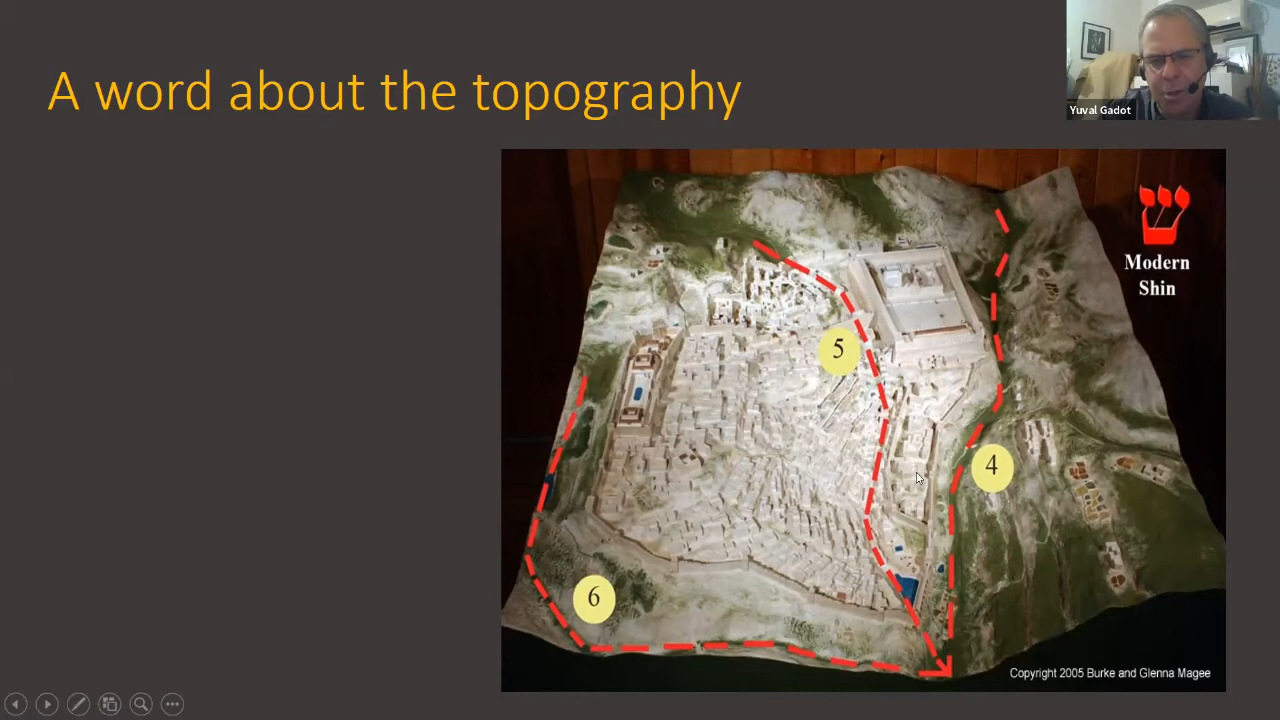 A word about the topography
Yuval Gadot
ש
Modern
Shin
5
4
6
Copyright 2005 Burke and Glenna Magee